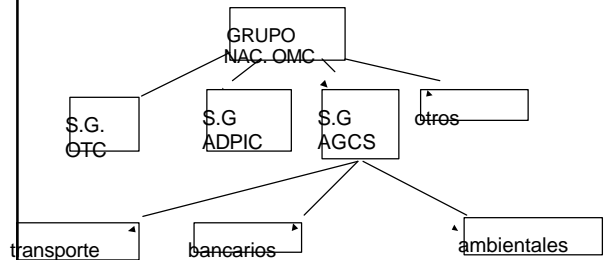 GRUPO
NAC. OMC
S.G.
OTC
S.G
ADPIC
S.G
AGCS
otros
transporte
bancarios
ambientales